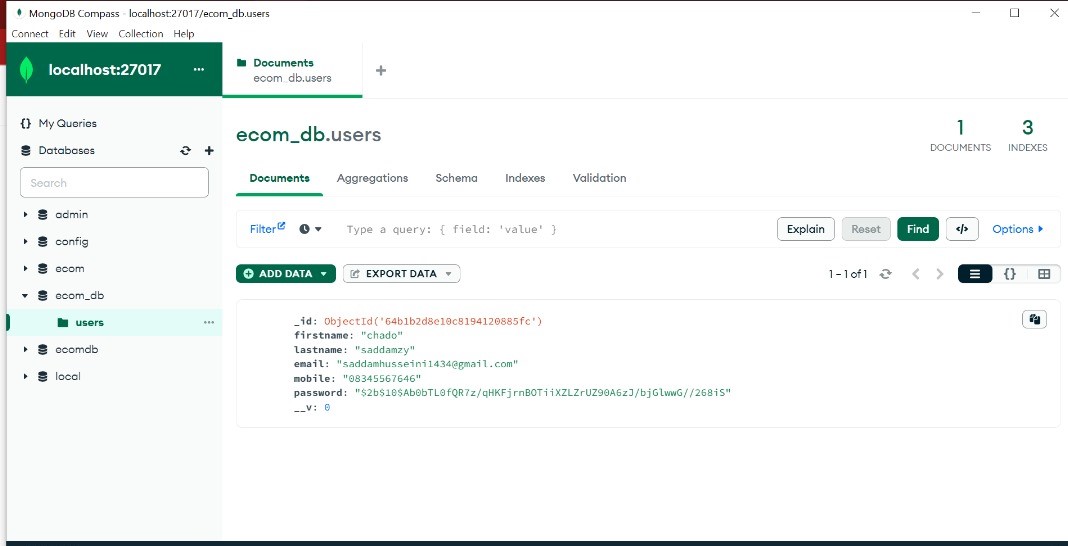 MongoDB Compass - localhost:27017/ecom_db.users
Connect Edit View Collection Help
localhost:27017 ...
Documents
ecom_db.users
+
{} My Queries
Databases
Search
admin
config
ecom
ecom_db
users ...
ecomdb
local
ecom_db.users
1
DOCUMENTS
3
INDEXES
Documents Aggregations Schema Indexes Validation
Filter Type a query: { field: 'value' } Explain Reset Find </> Options
ADD DATA EXPORT DATA 1 – 1 of 1 {}
_id: ObjectId('64b1b2d8e10c8194120885fc')
firstname: "chado"
lastname: "saddamzy"
email: "saddamhusseini1434@gmail.com"
mobile: "08345567646"
password: "$2b$10$Ab0bTL0fQR7z/qHKFjrnBOTiiXZLZrUZ90A6zJ/bjGlwwG//268iS"
__v: 0